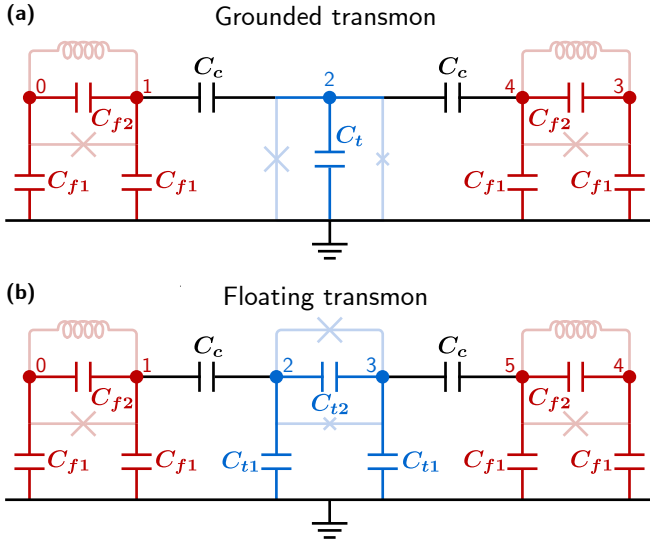 (a)
Grounded transmon
0 1 C_c 2 C_c 4 3
C_f2 C_t C_f2
C_f1 C_f1 C_f1 C_f1
(b)
Floating transmon
0 1 C_c 2 3 C_c 5 4
C_f2 C_t2 C_f2
C_f1 C_f1 C_t1 C_t1 C_f1 C_f1